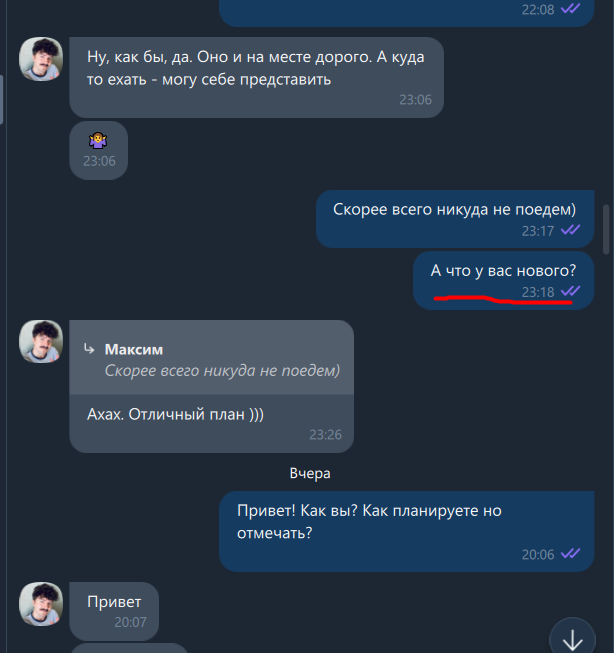 22:08
Ну, как бы, да. Оно и на месте дорого. А куда
то ехать - могу себе представить
23:06
23:06
Скорее всего никуда не поедем)
23:17
А что у вас нового?
23:18
Максим
Скорее всего никуда не поедем)
Ахах. Отличный план )))
23:26
Вчера
Привет! Как вы? Как планируете но
отмечать?
20:06
Привет
20:07